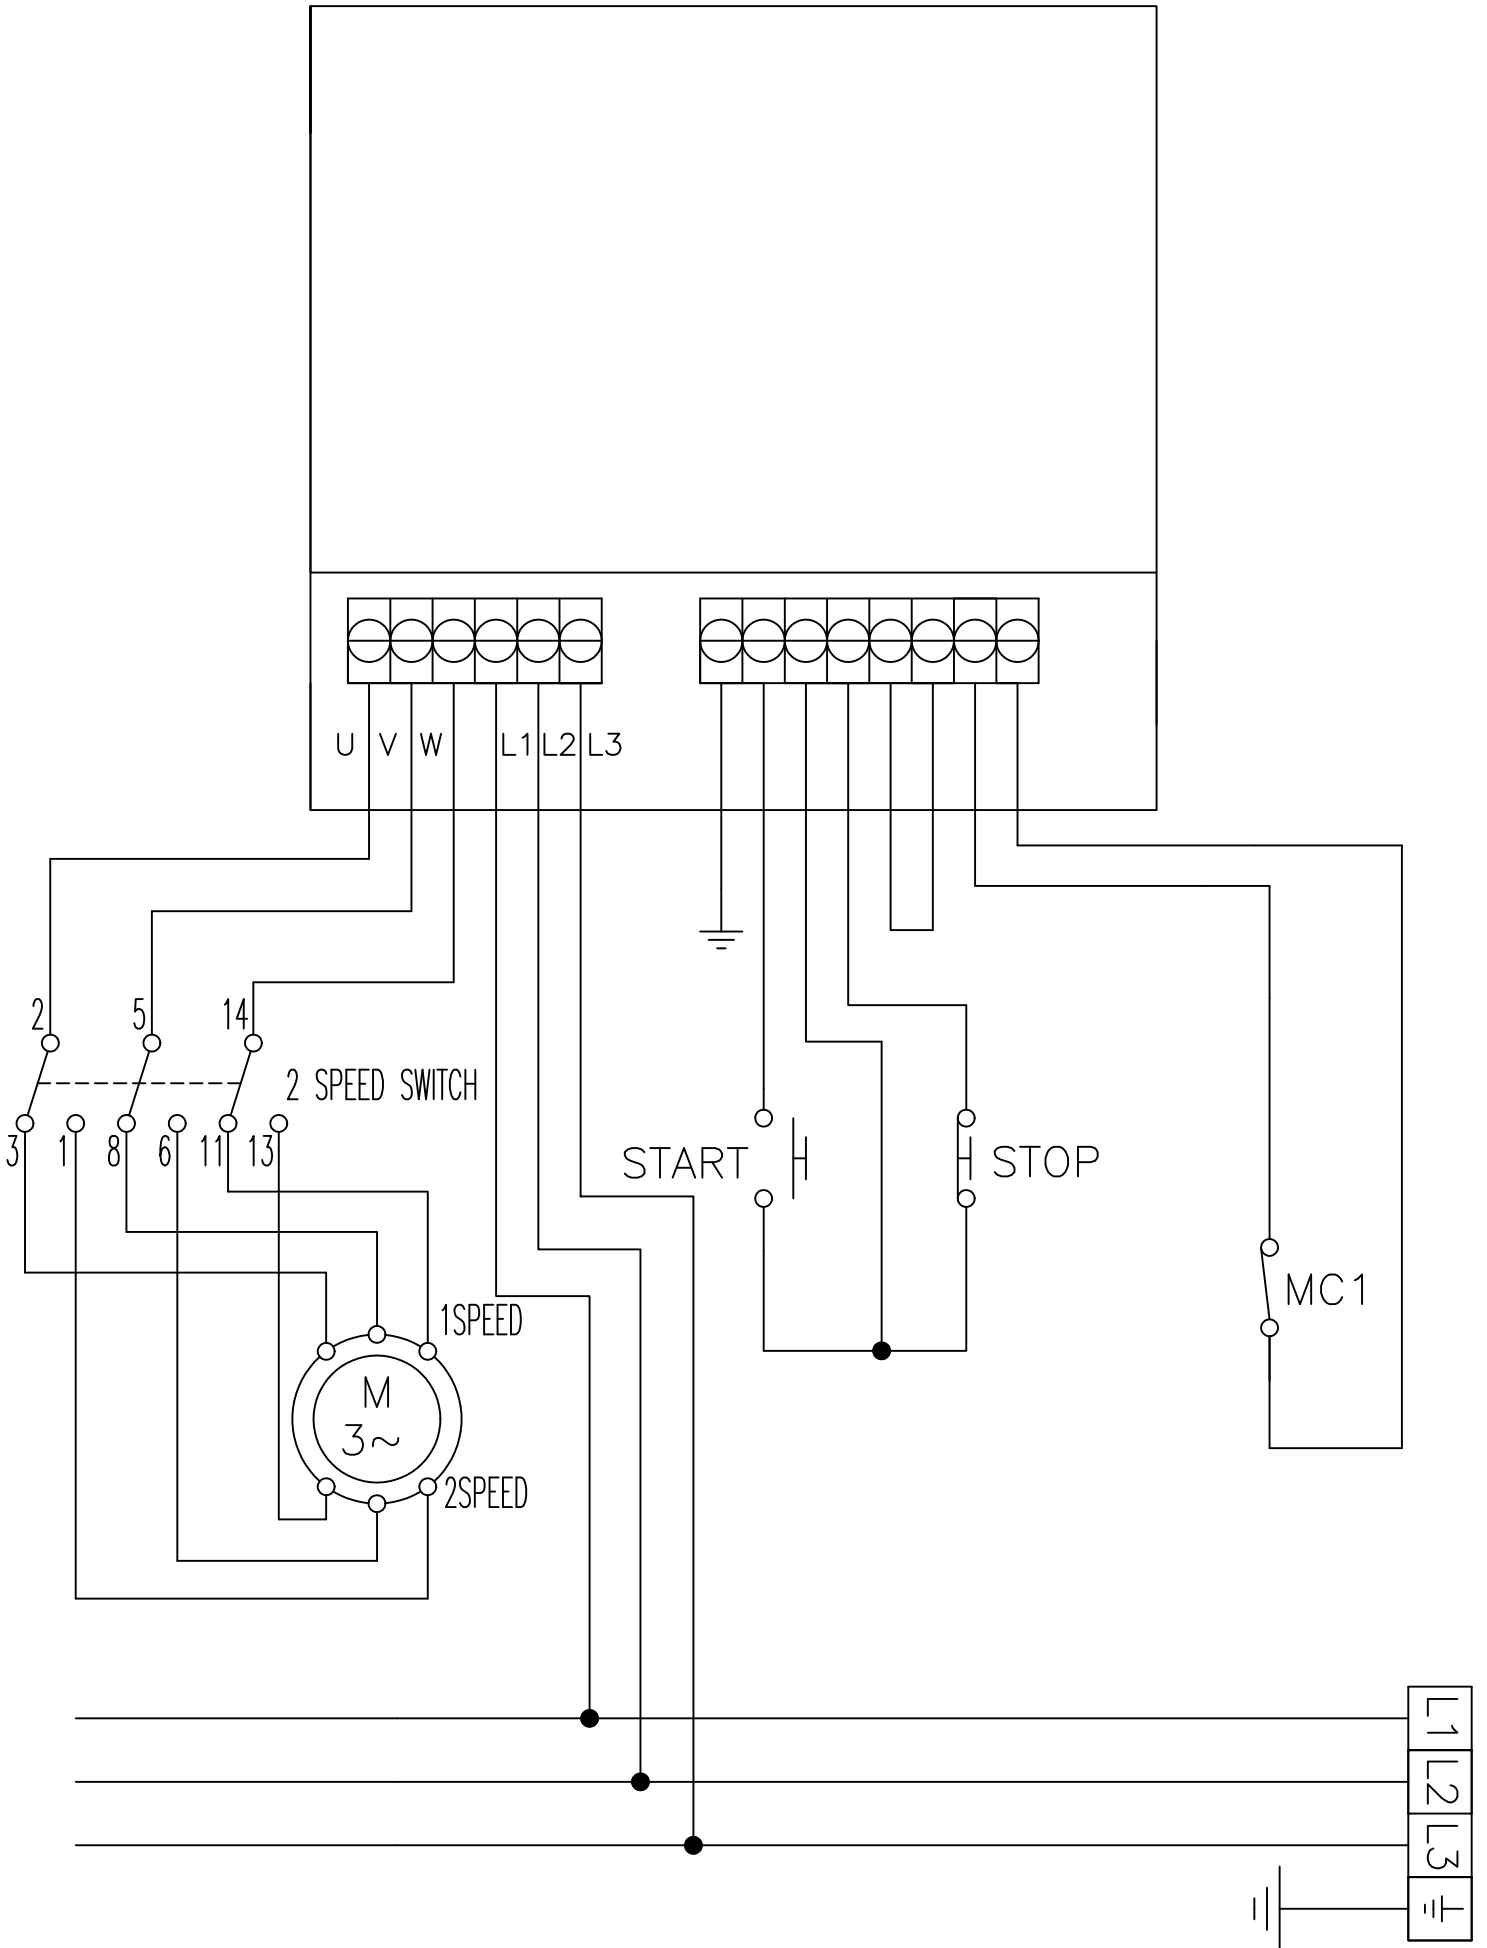 U V W L1 L2 L3
2 5 14
2 SPEED SWITCH
3 1 8 6 11 13
START
STOP
MC1
1SPEED
M
3~
2SPEED
L1
L2
L3